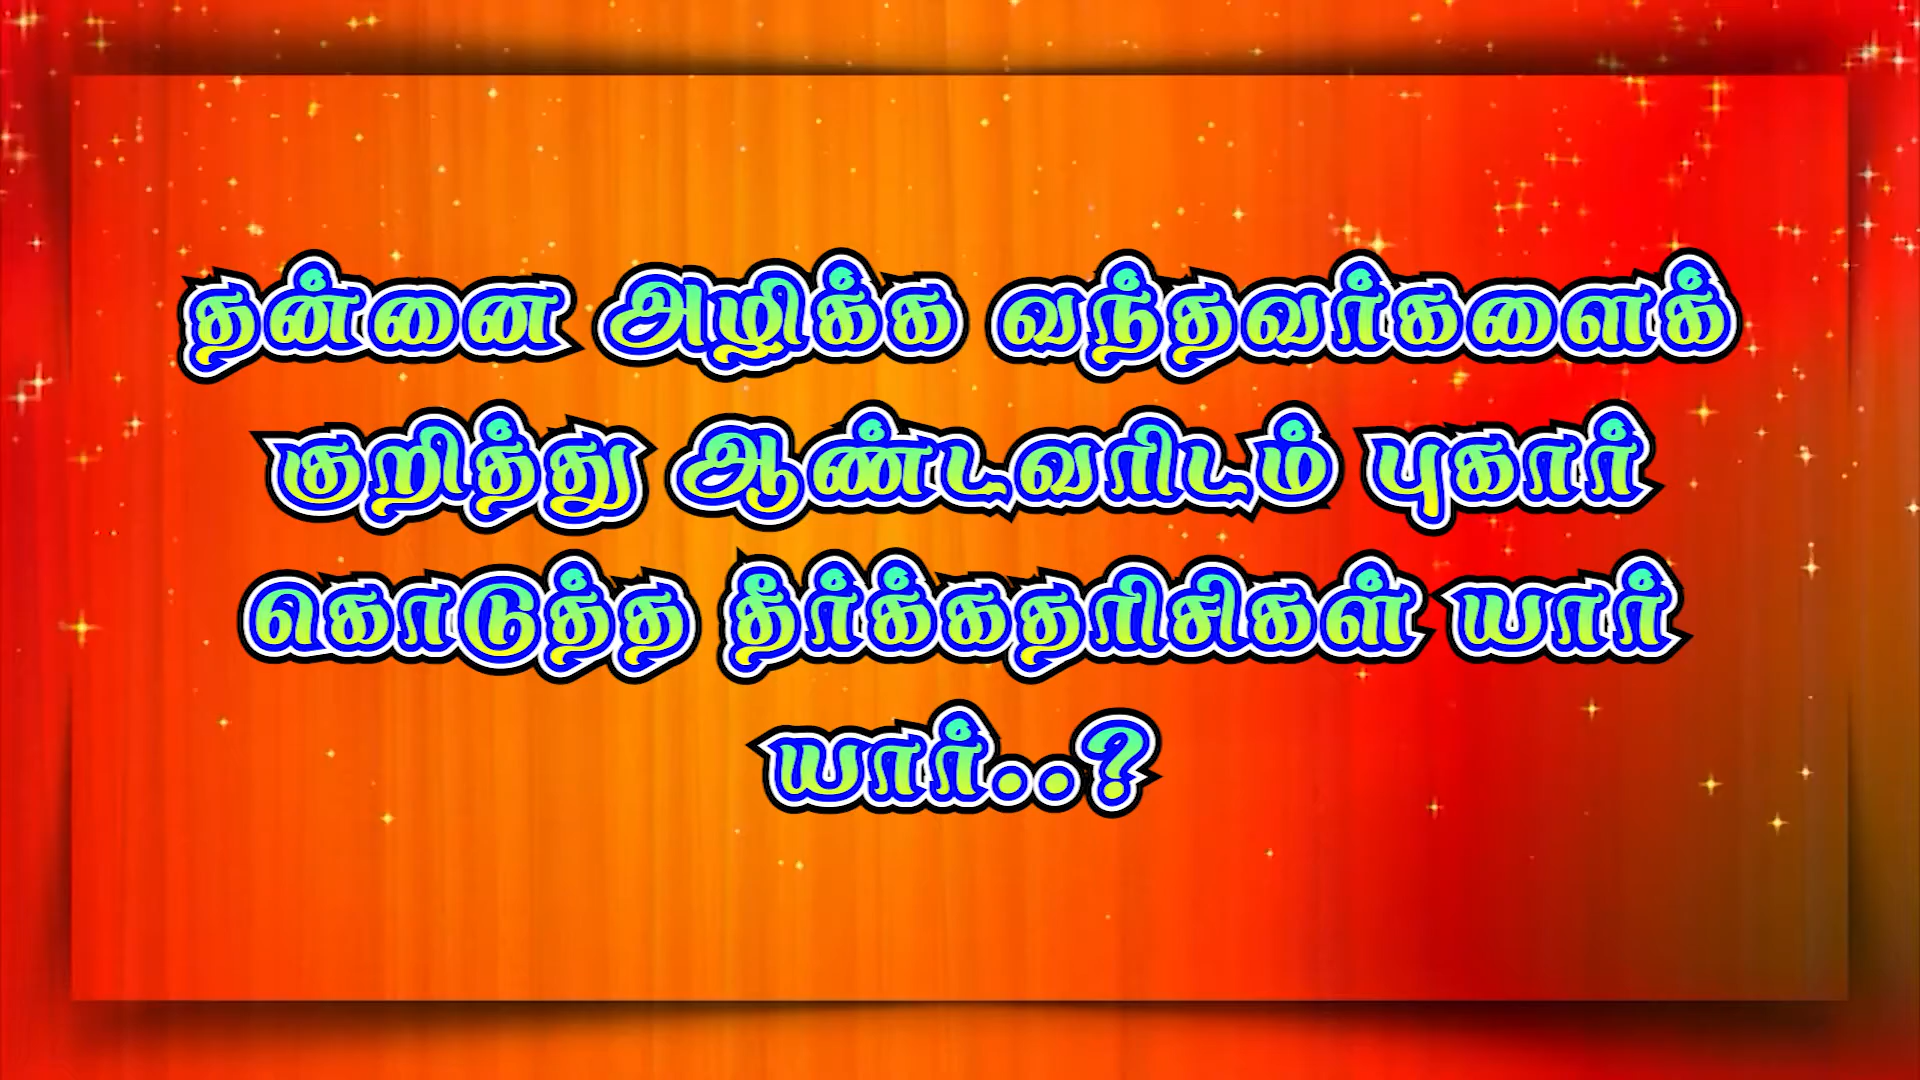 தன்னை அழிக்க வந்தவர்களைக்
குறித்து ஆண்டவரிடம் புகார்
கொடுத்த தீர்க்கதரிசிகள் யார்
யார்..?